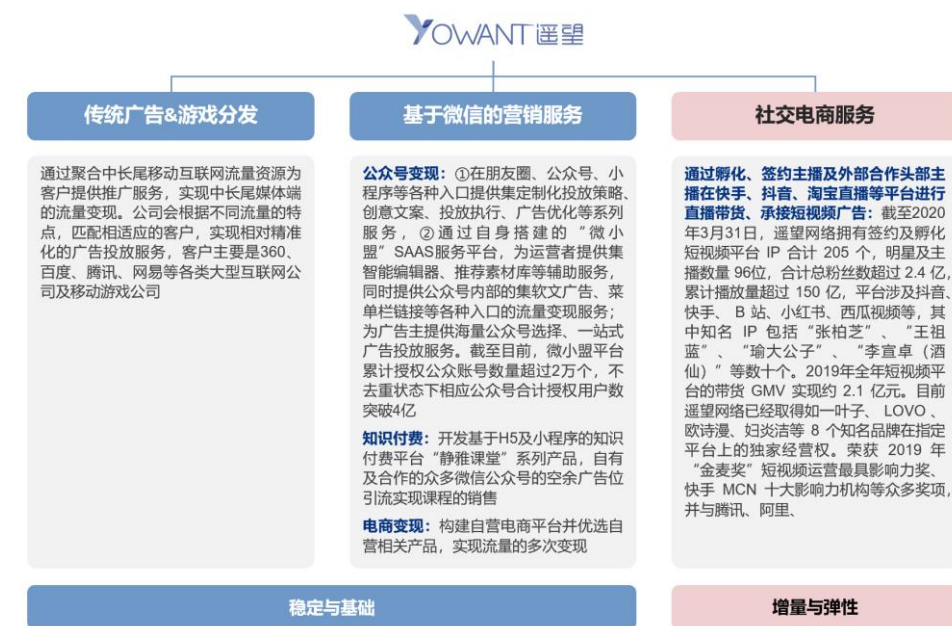 YOWANT遥望
传统广告&游戏分发
通过聚合中长尾移动互联网流量资源为
客户提供推广服务，实现中长尾媒体端
的流量变现。公司会根据不同流量的特
点，匹配相适应的客户，实现相对精准
化的广告投放服务，客户主要是360、
百度、腾讯、网易等各类大型互联网公
司及移动游戏公司
基于微信的营销服务
公众号变现：①在朋友圈、公众号、小
程序等各种入口提供集定制化投放策略、
创意文案、投放执行、广告优化等系列
服务，②通过自身搭建的“微小
盟”SAAS服务平台，为运营者提供集
智能编辑器、推荐素材库等辅助服务，
同时提供公众号内部的集软文广告、菜
单栏链接等各种入口的流量变现服务；
为广告主提供海量公众号选择、一站式
广告投放服务。截至目前，微小盟平台
累计授权公众账号数量超过2万个，不
去重状态下相应公众号合计授权用户数
突破4亿
知识付费：开发基于H5及小程序的知识
付费平台“静雅课堂”系列产品，自有
及合作的众多微信公众号的空余广告位
引流实现课程的销售
电商变现：构建自营电商平台并优选自
营相关产品，实现流量的多次变现
社交电商服务
通过孵化、签约主播及外部合作头部主
播在快手、抖音、淘宝直播等平台进行
直播带货、承接短视频广告：截至2020
年3月31日，遥望网络拥有签约及孵化
短视频平台 IP 合计 205 个，明星及主
播数量 96位，合计总粉丝数超过 2.4 亿，
累计播放量超过 150 亿，平台涉及抖音、
快手、 B 站、小红书、西瓜视频等，其
中知名 IP 包括“张柏芝”、“王祖
蓝”、“瑜大公子”、“李宣卓（酒
仙）”等数十个。2019年全年短视频平
台的带货 GMV 实现约 2.1 亿元。目前
遥望网络已经取得如一叶子、 LOVO 、
欧诗漫、妇炎洁等 8 个知名品牌在指定
平台上的独家经营权。荣获 2019 年
“金麦奖”短视频运营最具影响力奖、
快手 MCN 十大影响力机构等众多奖项，
并与腾讯、阿里、
稳定与基础
增量与弹性